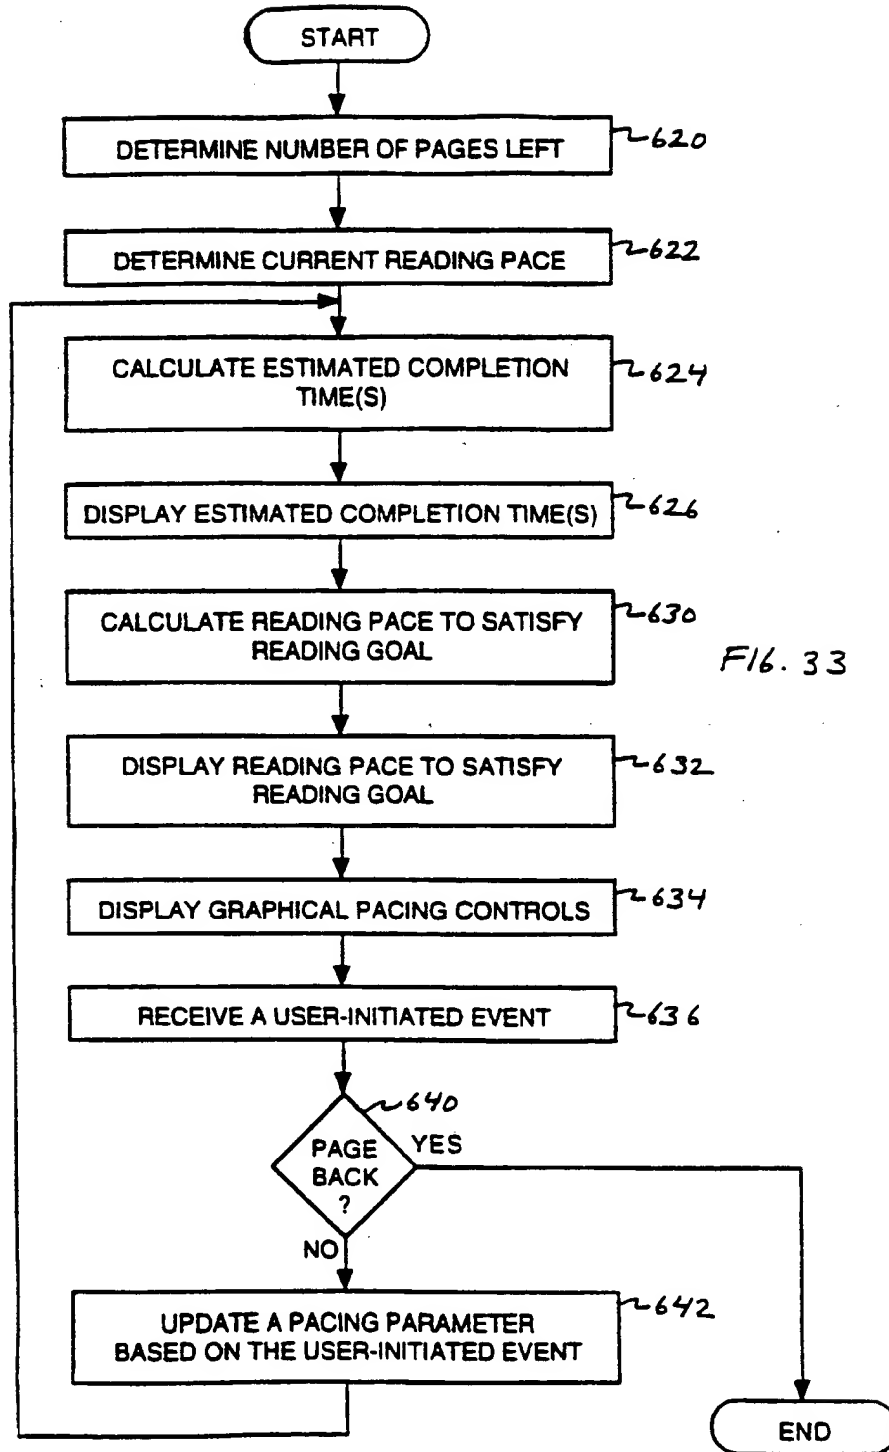 START
DETERMINE NUMBER OF PAGES LEFT
620
DETERMINE CURRENT READING PACE
622
CALCULATE ESTIMATED COMPLETION
TIME(S)
624
DISPLAY ESTIMATED COMPLETION TIME(S)
626
CALCULATE READING PACE TO SATISFY
READING GOAL
630
FIG. 33
DISPLAY READING PACE TO SATISFY
READING GOAL
632
DISPLAY GRAPHICAL PACING CONTROLS
634
RECEIVE A USER-INITIATED EVENT
636
640
PAGE
BACK
?
YES
NO
UPDATE A PACING PARAMETER
BASED ON THE USER-INITIATED EVENT
642
END